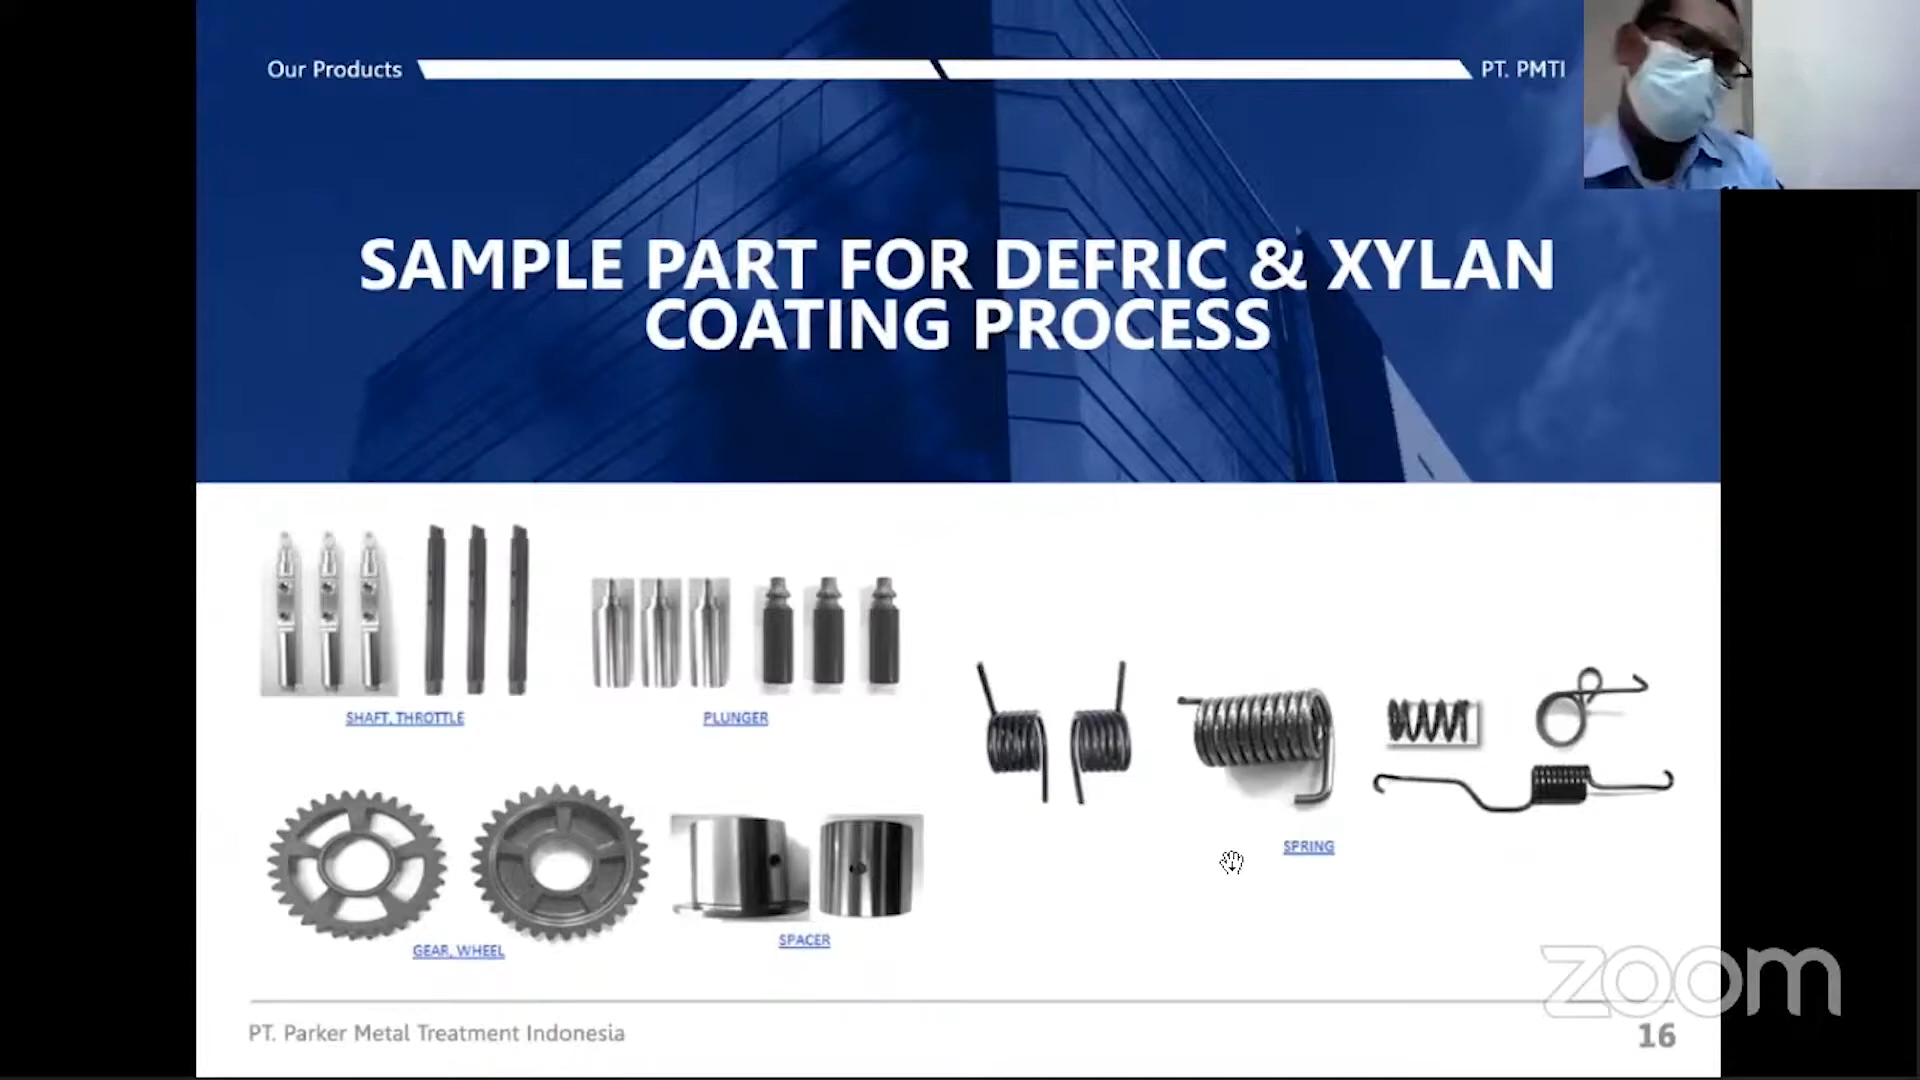 Our Products
PT. PMTI
SAMPLE PART FOR DEFRIC & XYLAN
COATING PROCESS
SHAFT, THROTTLE
PLUNGER
GEAR, WHEEL
SPACER
SPRING
zoom
PT. Parker Metal Treatment Indonesia
16